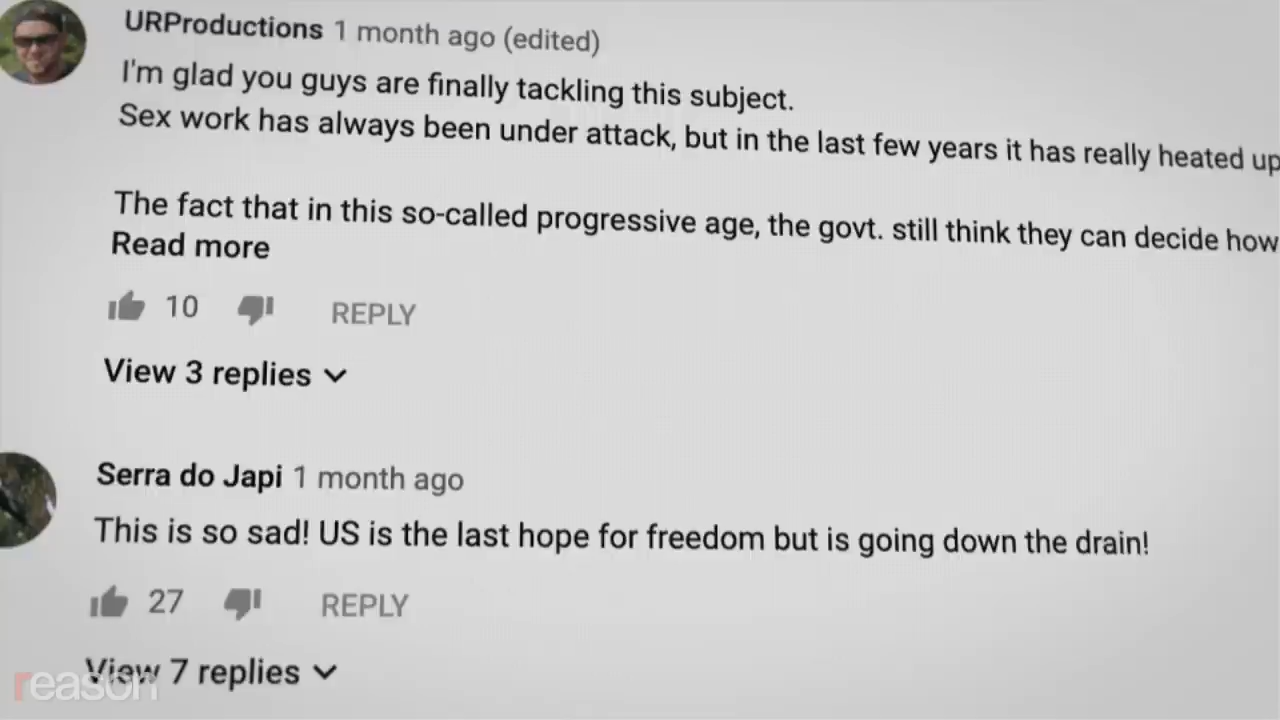 URProductions 1 month ago (edited)
I'm glad you guys are finally tackling this subject.
Sex work has always been under attack, but in the last few years it has really heated up
The fact that in this so-called progressive age, the govt. still think they can decide how
Read more
10 REPLY
View 3 replies
Serra do Japi 1 month ago
This is so sad! US is the last hope for freedom but is going down the drain!
27 REPLY
View 7 replies
reason